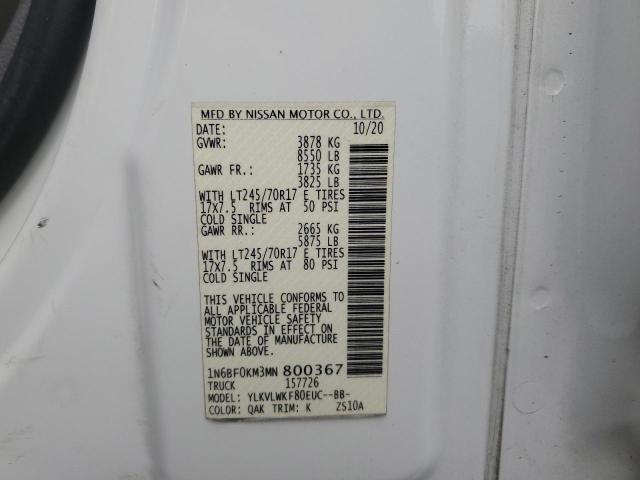 MFD BY NISSAN MOTOR CO., LTD.
DATE: 10/20
GVWR: 3878 KG
8550 LB
GAWR FR.: 1735 KG
3825 LB
WITH LT245/70R17 E TIRES
17X7.5 RIMS AT 50 PSI
COLD SINGLE
GAWR RR.: 2665 KG
5875 LB
WITH LT245/70R17 E TIRES
17X7.5 RIMS AT 80 PSI
COLD SINGLE
THIS VEHICLE CONFORMS TO
ALL APPLICABLE FEDERAL
MOTOR VEHICLE SAFETY
STANDARDS IN EFFECT ON
THE DATE OF MANUFACTURE
SHOWN ABOVE.
1N6BF0KM3MN 800367
TRUCK 157726
MODEL: YLKVLWKF80EUC--BB-
COLOR: QAK TRIM: K ZS10A